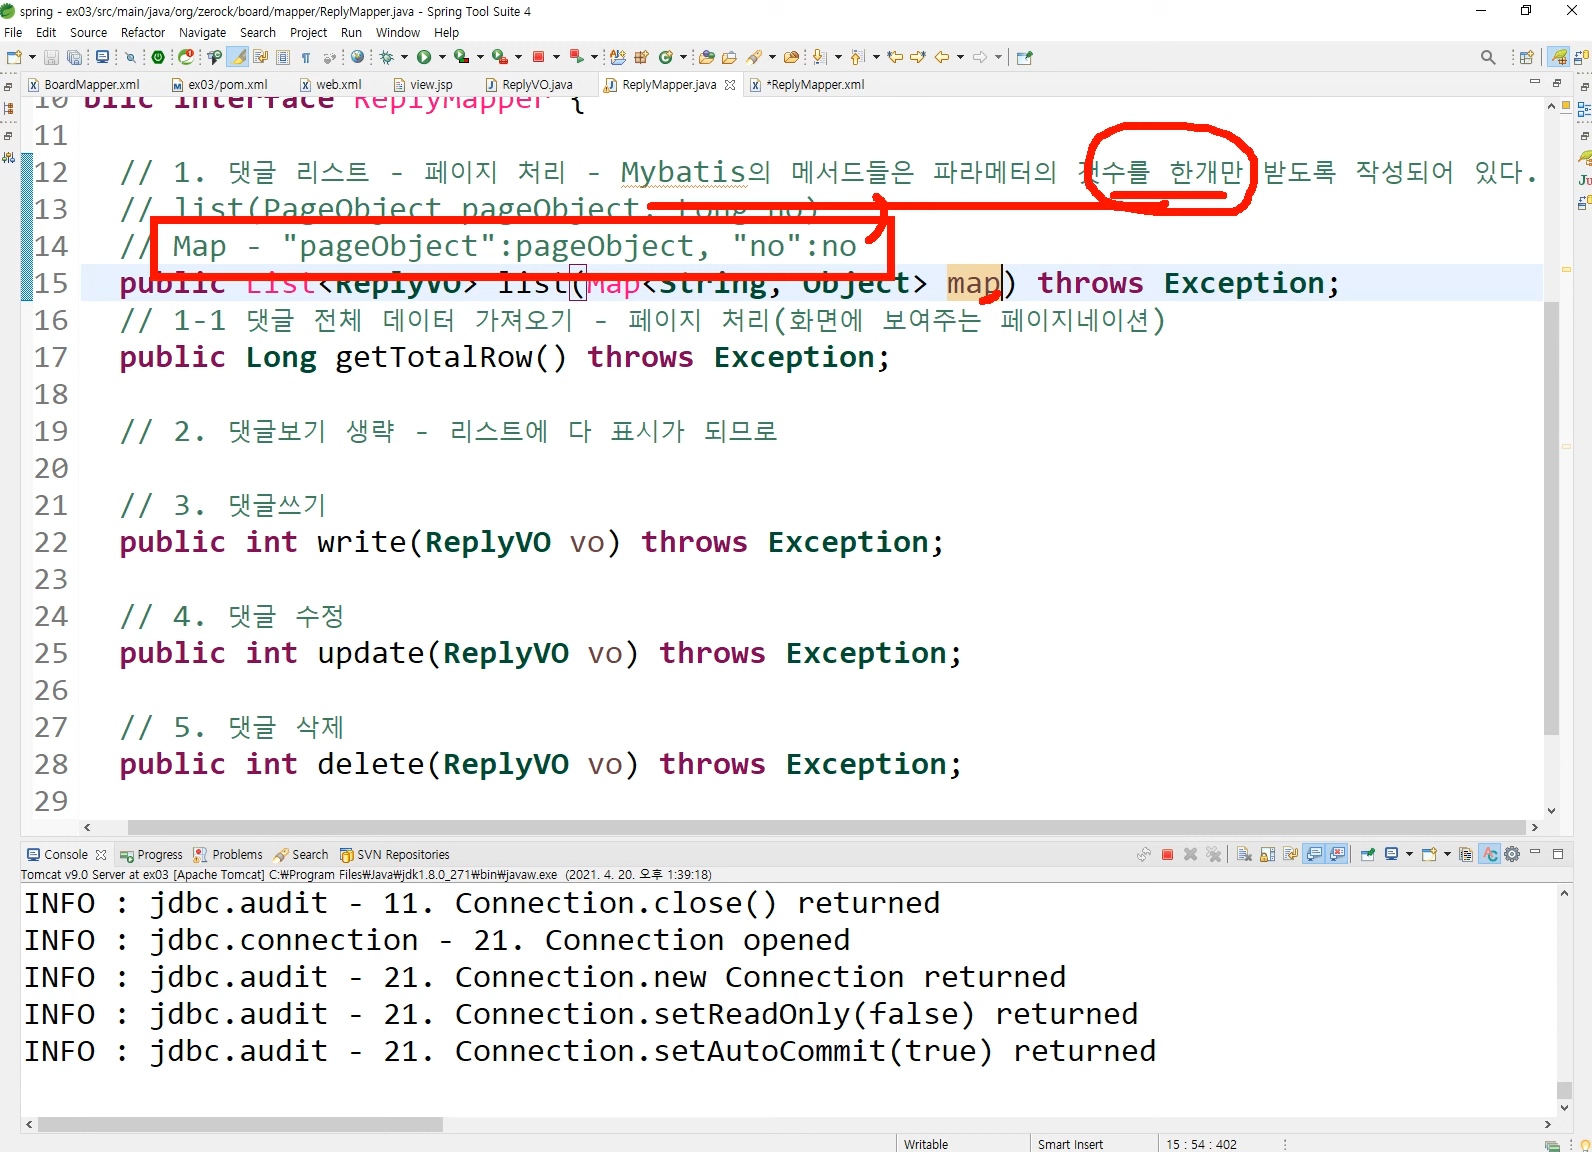 spring - ex03/src/main/java/org/zerock/board/mapper/ReplyMapper.java - Spring Tool Suite 4
File Edit Source Refactor Navigate Search Project Run Window Help
BoardMapper.xml ex03/pom.xml web.xml view.jsp ReplyVO.java ReplyMapper.java *ReplyMapper.xml
10 blic interface ReplyMapper {
11
12 // 1. 댓글 리스트 - 페이지 처리 - Mybatis의 메서드들은 파라메터의 갯수를 한개만 받도록 작성되어 있다.
13 // list(PageObject pageObject, Long no)
14 // Map - "pageObject":pageObject, "no":no
15 public List<ReplyVO> list(Map<String, Object> map) throws Exception;
16 // 1-1 댓글 전체 데이터 가져오기 - 페이지 처리(화면에 보여주는 페이지네이션)
17 public Long getTotalRow() throws Exception;
18
19 // 2. 댓글보기 생략 - 리스트에 다 표시가 되므로
20
21 // 3. 댓글쓰기
22 public int write(ReplyVO vo) throws Exception;
23
24 // 4. 댓글 수정
25 public int update(ReplyVO vo) throws Exception;
26
27 // 5. 댓글 삭제
28 public int delete(ReplyVO vo) throws Exception;
29
Console Progress Problems Search SVN Repositories
Tomcat v9.0 Server at ex03 [Apache Tomcat] C:₩Program Files₩Java₩jdk1.8.0_271₩bin₩javaw.exe (2021. 4. 20. 오후 1:39:18)
INFO : jdbc.audit - 11. Connection.close() returned
INFO : jdbc.connection - 21. Connection opened
INFO : jdbc.audit - 21. Connection.new Connection returned
INFO : jdbc.audit - 21. Connection.setReadOnly(false) returned
INFO : jdbc.audit - 21. Connection.setAutoCommit(true) returned
Writable Smart Insert 15 : 54 : 402